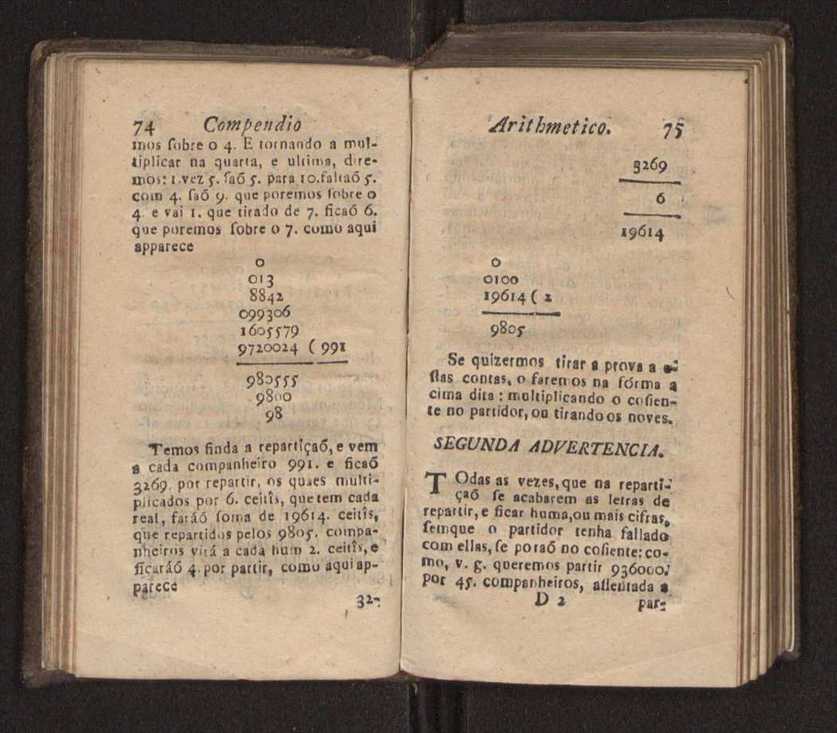 74 Compendio
mos sobre o 4. E tornando a mul-
tiplicar na quarta, e ultima, dire-
mos: 1.vez 5. saõ 5. para 10.faltaõ 5.
com 4. saõ 9. que poremos sobre o
4. e vai 1. que tirado de 7. ficaõ 6.
que poremos sobre o 7. como aqui
apparece
0
013
8842
099306
1605579
9720024 ( 991
980555
9800
98
Temos finda a repartiçaõ, e vem
a cada companheiro 991. e ficaõ
3269. por repartir, os quaes multi-
plicados por 6. ceitîs, que tem cada
real, faráõ soma de 19614. ceitîs,
que repartidos pelos 9805. compa-
nheiros virá a cada hum 2. ceitîs, e
ficaráõ 4. por partir, como aqui ap-
parece
32-
Arithmetico. 75
3269
6
19614
0
0100
19614 ( 2
9805
Se quizermos tirar a prova a e-
stas contas, o faremos na fórma a
cima dita : multiplicando o cosien-
te no partidor, ou tirando os noves.
SEGUNDA ADVERTENCIA.
TOdas as vezes, que na reparti-
çaõ se acabarem as letras de
repartir, e ficar huma, ou mais cifras,
semque o partidor tenha fallado
com ellas, se poraõ no cosiente: co-
mo, v. g. queremos partir 936000.
por 45. companheiros, assentada a
D 2 par-